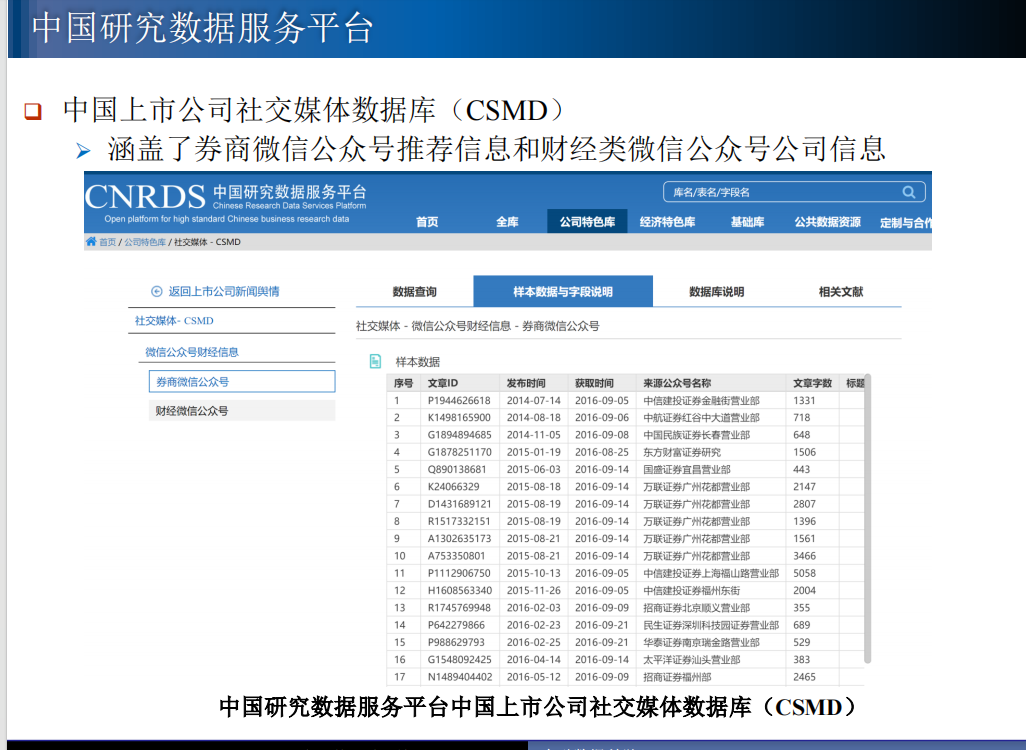 中国研究数据服务平台
中国上市公司社交媒体数据库（CSMD）
涵盖了券商微信公众号推荐信息和财经类微信公众号公司信息
CNRDS 中国研究数据服务平台
Chinese Research Data Services Platform
Open platform for high standard Chinese business research data
库名/表名/字段名
首页 全库 公司特色库 经济特色库 基础库 公共数据资源 定制与合作
首页 / 公司特色库 / 社交媒体 - CSMD
返回上市公司新闻舆情
数据查询 样本数据与字段说明 数据库说明 相关文献
社交媒体- CSMD
社交媒体 - 微信公众号财经信息 - 券商微信公众号
微信公众号财经信息
样本数据
券商微信公众号
财经微信公众号
序号 文章ID 发布时间 获取时间 来源公众号名称 文章字数 标题
1 P1944626618 2014-07-14 2016-09-05 中信建投证券金融街营业部 1331
2 K1498165900 2014-08-18 2016-09-06 中航证券红谷中大道营业部 718
3 G1894894685 2014-11-05 2016-09-08 中国民族证券长春营业部 648
4 G1878251170 2015-01-19 2016-08-25 东方财富证券研究 1506
5 Q890138681 2015-06-03 2016-09-14 国盛证券宜昌营业部 443
6 K24066329 2015-08-18 2016-09-14 万联证券广州花都营业部 2147
7 D1431689121 2015-08-19 2016-09-14 万联证券广州花都营业部 2807
8 R1517332151 2015-08-19 2016-09-14 万联证券广州花都营业部 1396
9 A1302635173 2015-08-21 2016-09-14 万联证券广州花都营业部 1561
10 A753350801 2015-08-21 2016-09-14 万联证券广州花都营业部 3466
11 P1112906750 2015-10-13 2016-09-05 中信建投证券上海福山路营业部 5058
12 H1608563340 2015-11-26 2016-09-05 中信建投证券福州东街 2004
13 R1745769948 2016-02-03 2016-09-09 招商证券北京顺义营业部 355
14 P642279866 2016-02-23 2016-09-21 民生证券深圳科技园证券营业部 689
15 P988629793 2016-02-25 2016-09-21 华泰证券南京瑞金路营业部 529
16 G1548092425 2016-04-14 2016-09-14 太平洋证券汕头营业部 383
17 N1489404402 2016-05-12 2016-09-09 招商证券福州部 2465
中国研究数据服务平台中国上市公司社交媒体数据库（CSMD）